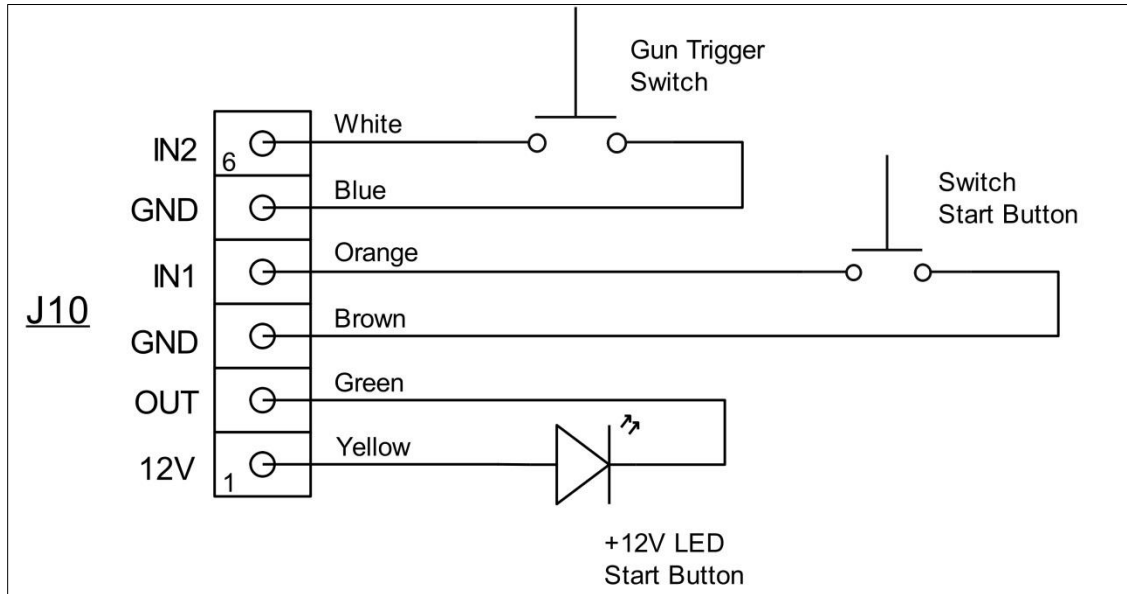 Gun Trigger
Switch
White
IN2
6
Blue
GND
Switch
Start Button
Orange
IN1
J10
Brown
GND
Green
OUT
Yellow
12V
1
+12V LED
Start Button